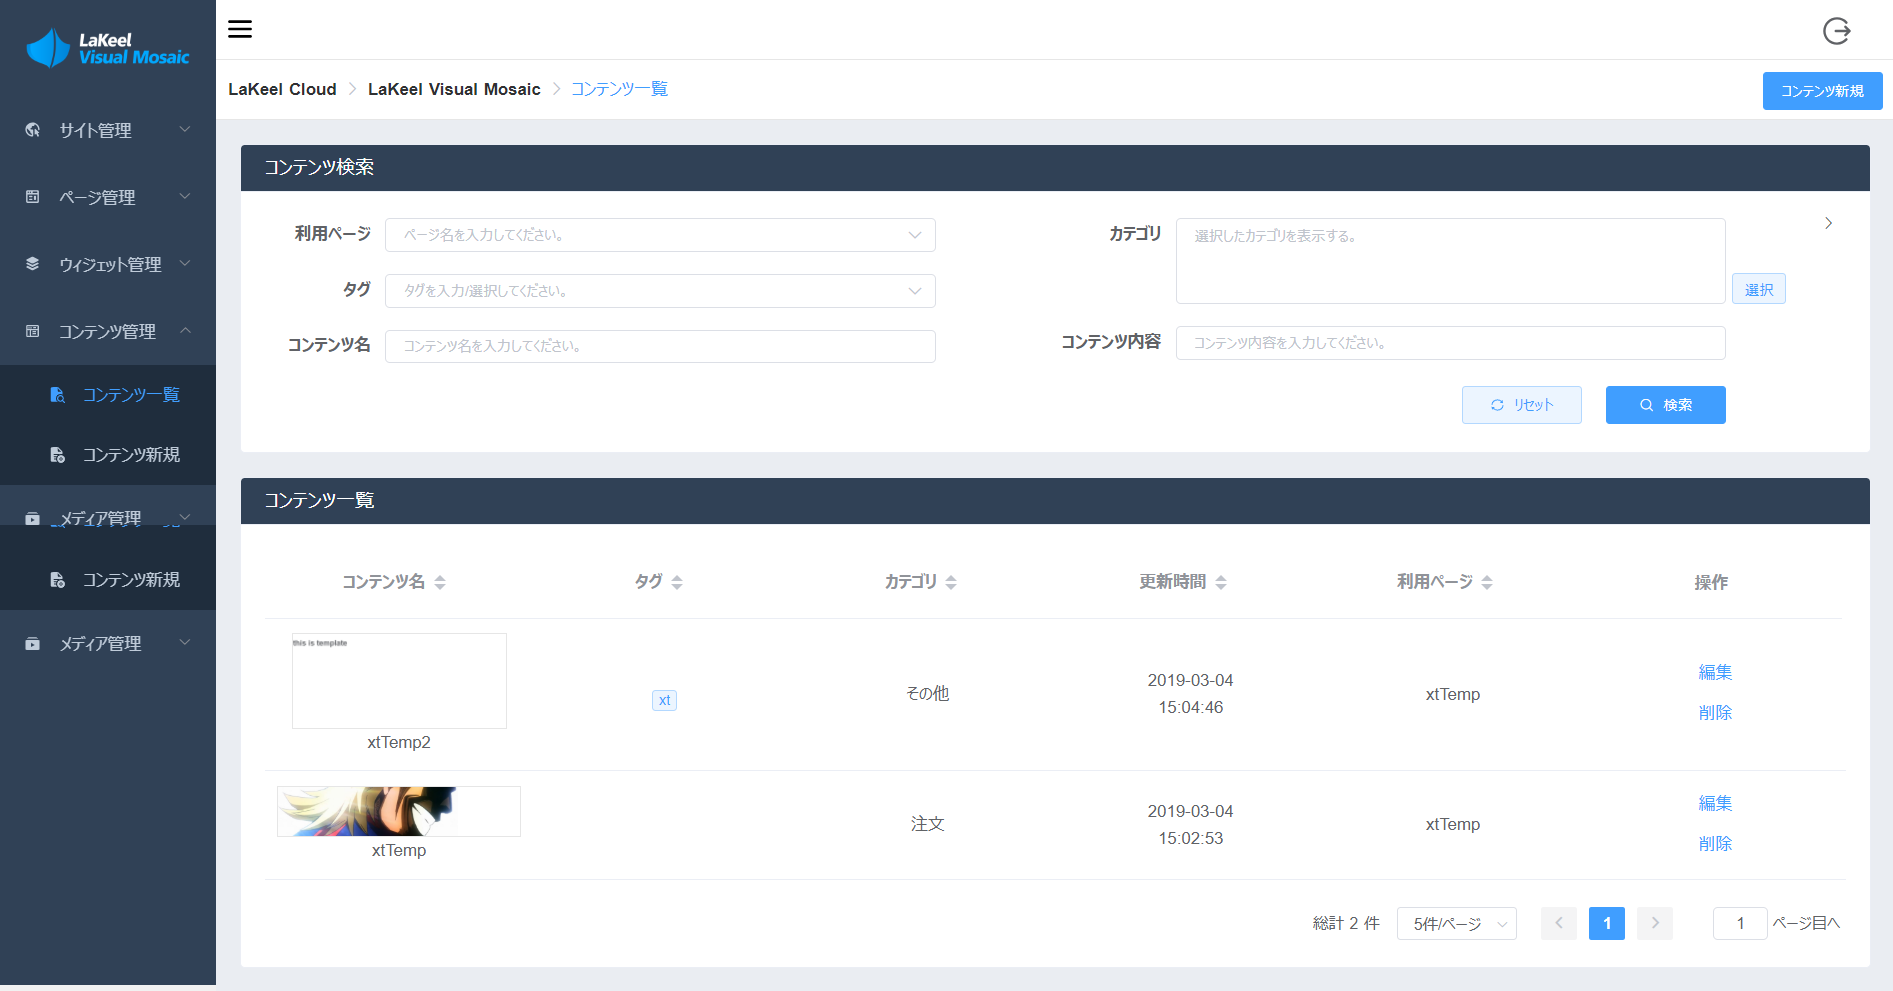 LaKeel
Visual Mosaic
サイト管理
ページ管理
ウィジェット管理
コンテンツ管理
コンテンツ一覧
コンテンツ新規
メディア管理
コンテンツ新規
メディア管理
LaKeel Cloud > LaKeel Visual Mosaic > コンテンツ一覧
コンテンツ新規
コンテンツ検索
利用ページ ページ名を入力してください。
カテゴリ 選択したカテゴリを表示する。
選択
タグ タグを入力/選択してください。
コンテンツ名 コンテンツ名を入力してください。
コンテンツ内容 コンテンツ内容を入力してください。
リセット 検索
コンテンツ一覧
コンテンツ名 タグ カテゴリ 更新時間 利用ページ 操作
this is template
xtTemp2
xt
その他
2019-03-04
15:04:46
xtTemp
編集
削除
xtTemp
注文
2019-03-04
15:02:53
xtTemp
編集
削除
総計 2 件 5件/ページ < 1 > 1 ページ目へ